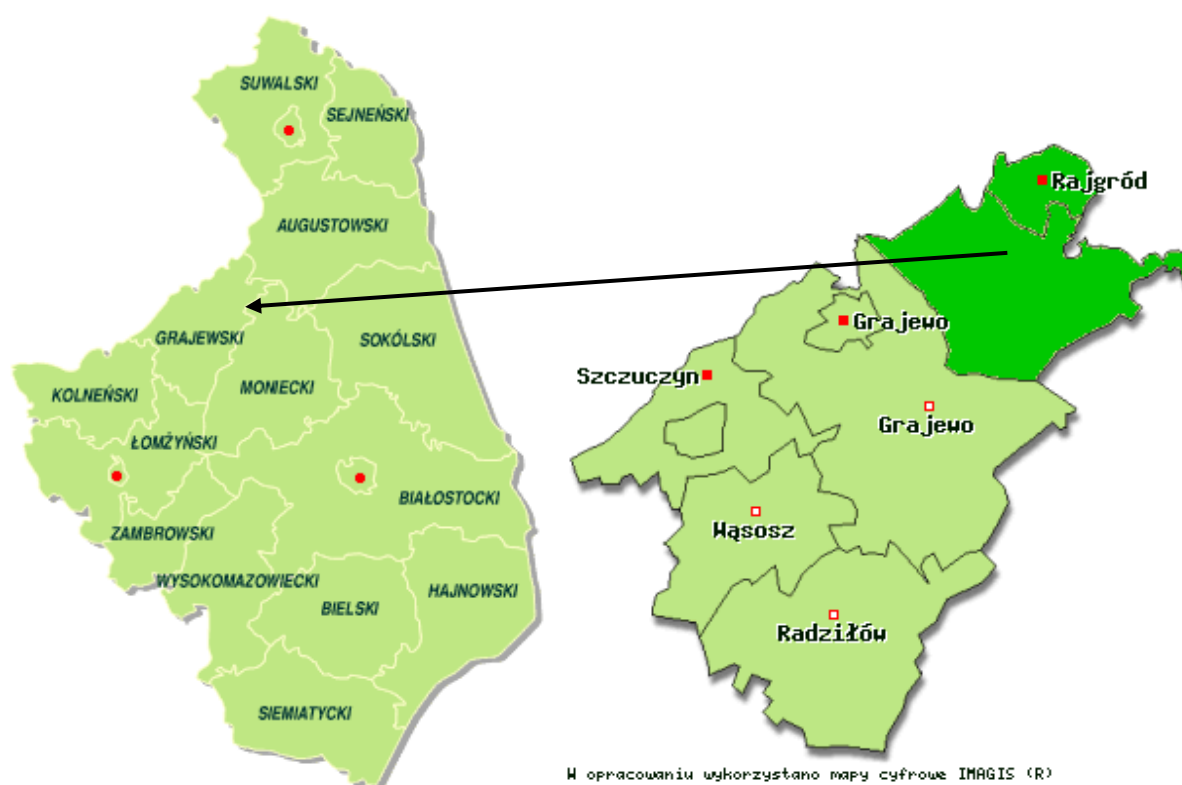 SUWALSKI
SEJNEŃSKI
AUGUSTOWSKI
GRAJEWSKI
SOKÓLSKI
KOLNEŃSKI
MONIECKI
ŁOMŻYŃSKI
BIAŁOSTOCKI
ZAMBROWSKI
WYSOKOMAZOWIECKI
HAJNOWSKI
BIELSKI
SIEMIATYCKI
Rajgród
Grajewo
Szczuczyn
Grajewo
Wąsosz
Radziłów
W opracowaniu wykorzystano mapy cyfrowe IMAGIS (R)